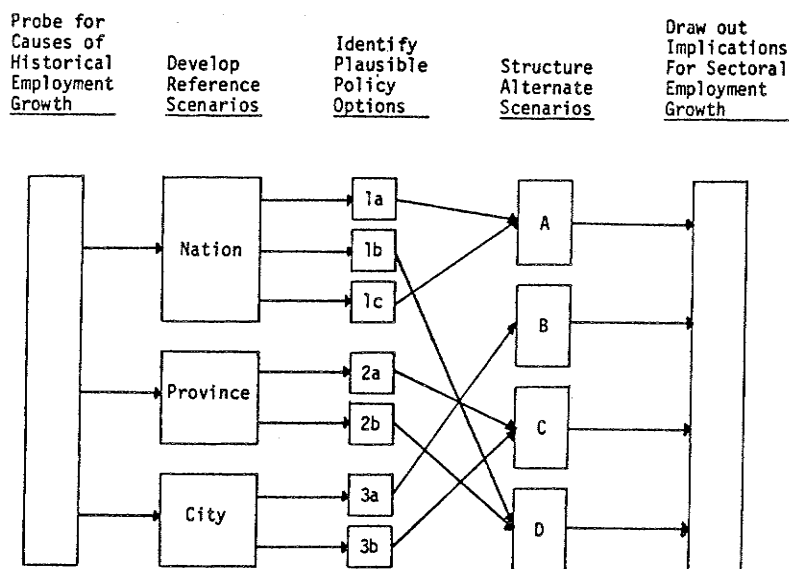 Probe for
Causes of
Historical
Employment
Growth
Develop
Reference
Scenarios
Identify
Plausible
Policy
Options
Structure
Alternate
Scenarios
Draw out
Implications
For Sectoral
Employment
Growth
Nation
Province
City
1a
1b
1c
2a
2b
3a
3b
A
B
C
D